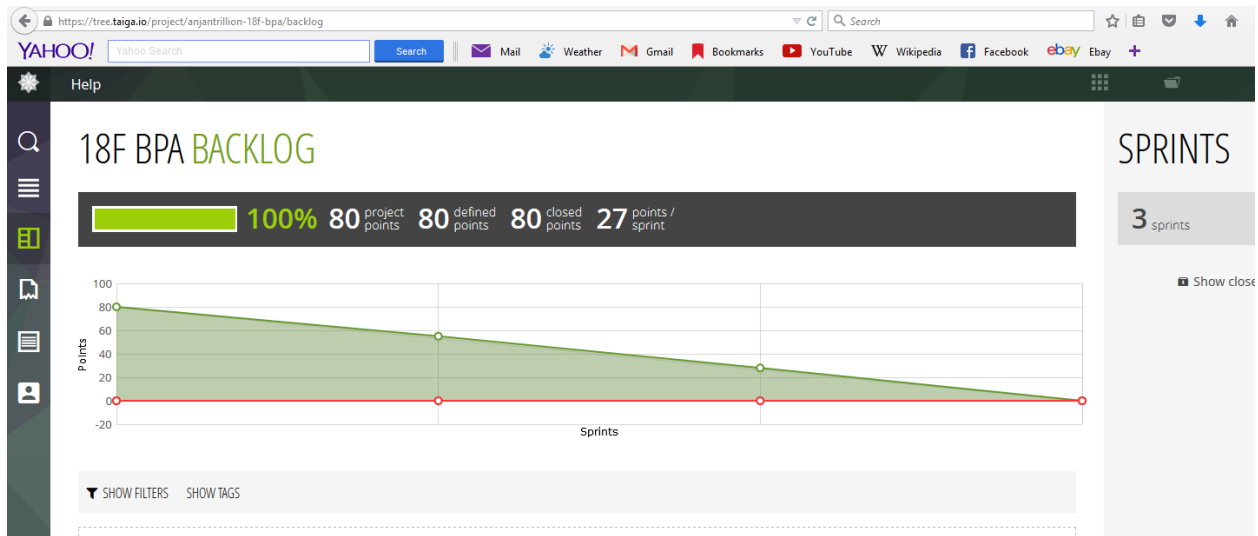 https://tree.taiga.io/project/anjantrillion-18f-bpa/backlog Search
YAHOO! Yahoo Search Search Mail Weather Gmail Bookmarks YouTube Wikipedia Facebook ebay Ebay
Help
18F BPA BACKLOG
SPRINTS
100% 80 project points 80 defined points 80 closed points 27 points / sprint
3 sprints
Show close
100
80
60
40
20
0
-20
Points
Sprints
SHOW FILTERS SHOW TAGS